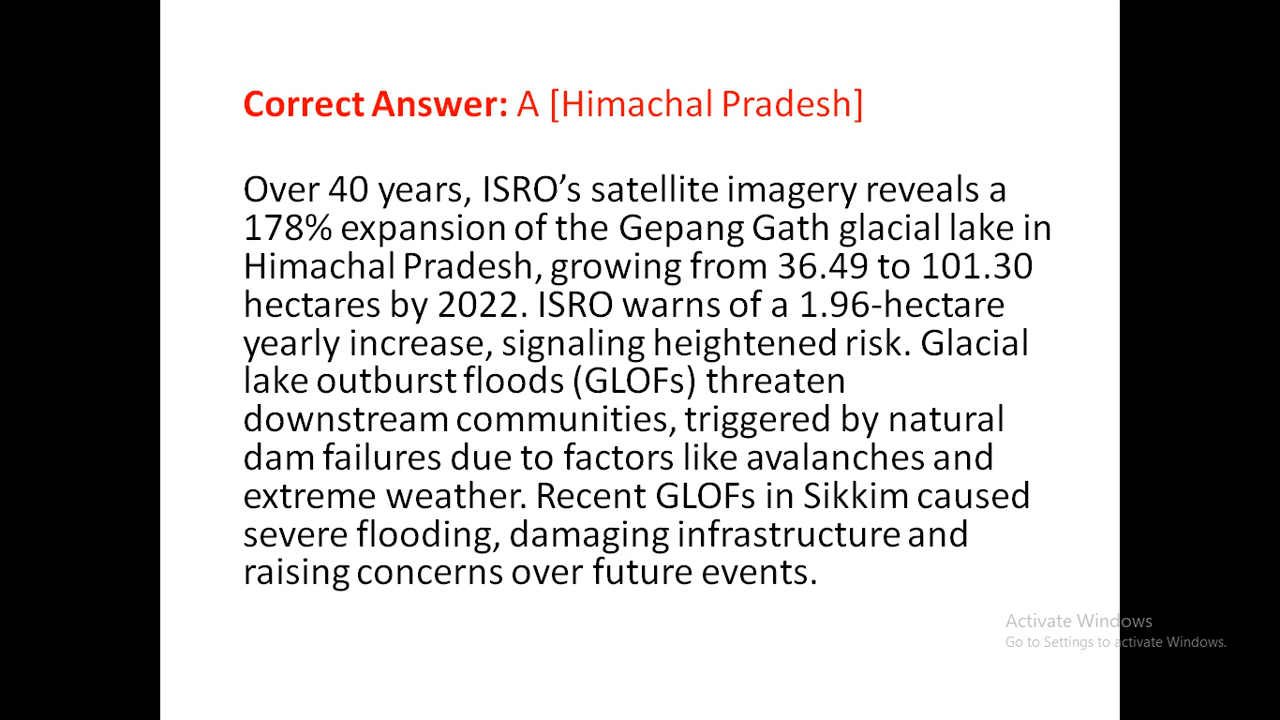 Correct Answer: A [Himachal Pradesh]
Over 40 years, ISRO’s satellite imagery reveals a
178% expansion of the Gepang Gath glacial lake in
Himachal Pradesh, growing from 36.49 to 101.30
hectares by 2022. ISRO warns of a 1.96-hectare
yearly increase, signaling heightened risk. Glacial
lake outburst floods (GLOFs) threaten
downstream communities, triggered by natural
dam failures due to factors like avalanches and
extreme weather. Recent GLOFs in Sikkim caused
severe flooding, damaging infrastructure and
raising concerns over future events.
Activate Windows
Go to Settings to activate Windows.